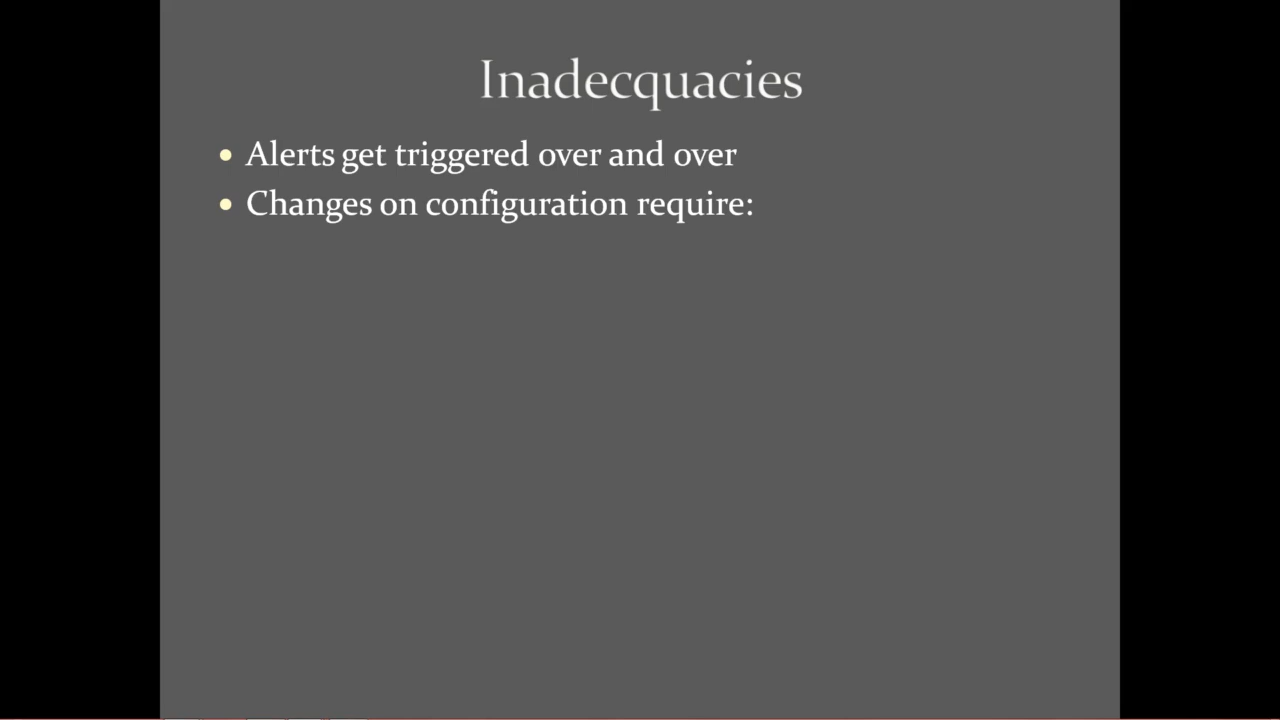 Inadecquacies
• Alerts get triggered over and over
• Changes on configuration require: